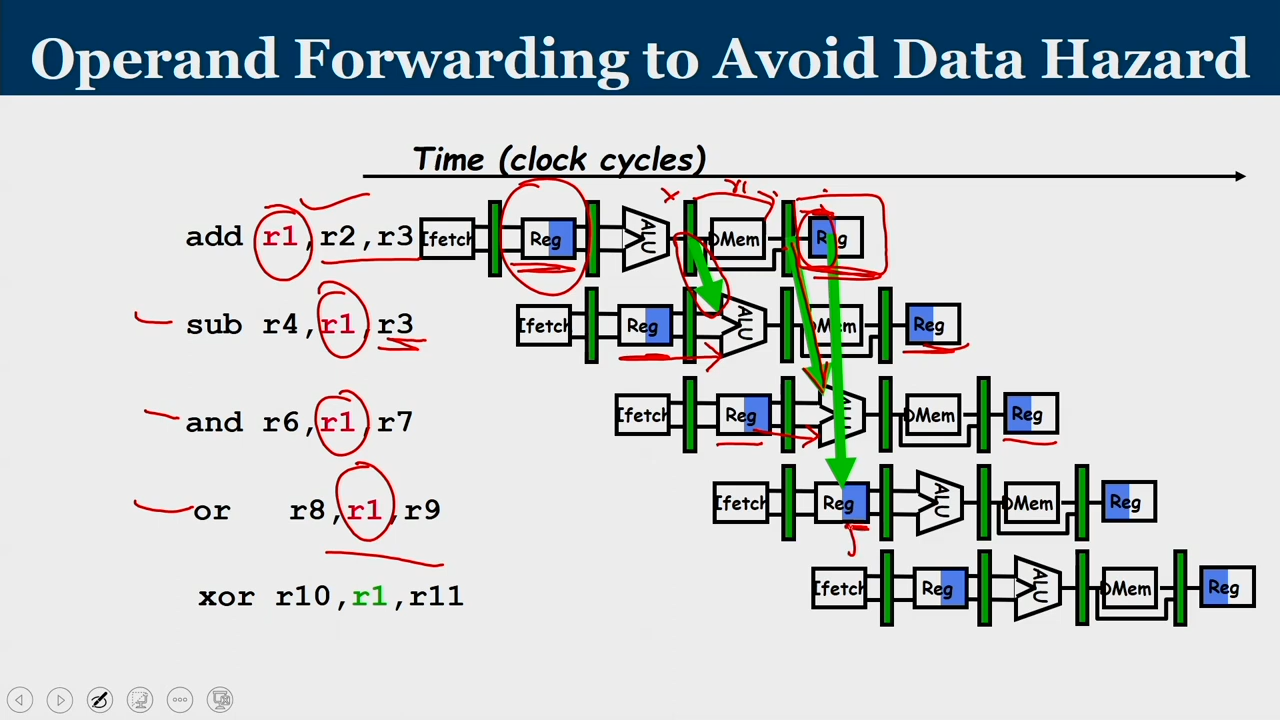 Operand Forwarding to Avoid Data Hazard
Time (clock cycles)
add r1,r2,r3 Ifetch Reg ALU DMem Reg
sub r4,r1,r3 Ifetch Reg ALU DMem Reg
and r6,r1,r7 Ifetch Reg ALU DMem Reg
or r8,r1,r9 Ifetch Reg ALU DMem Reg
xor r10,r1,r11 Ifetch Reg ALU DMem Reg